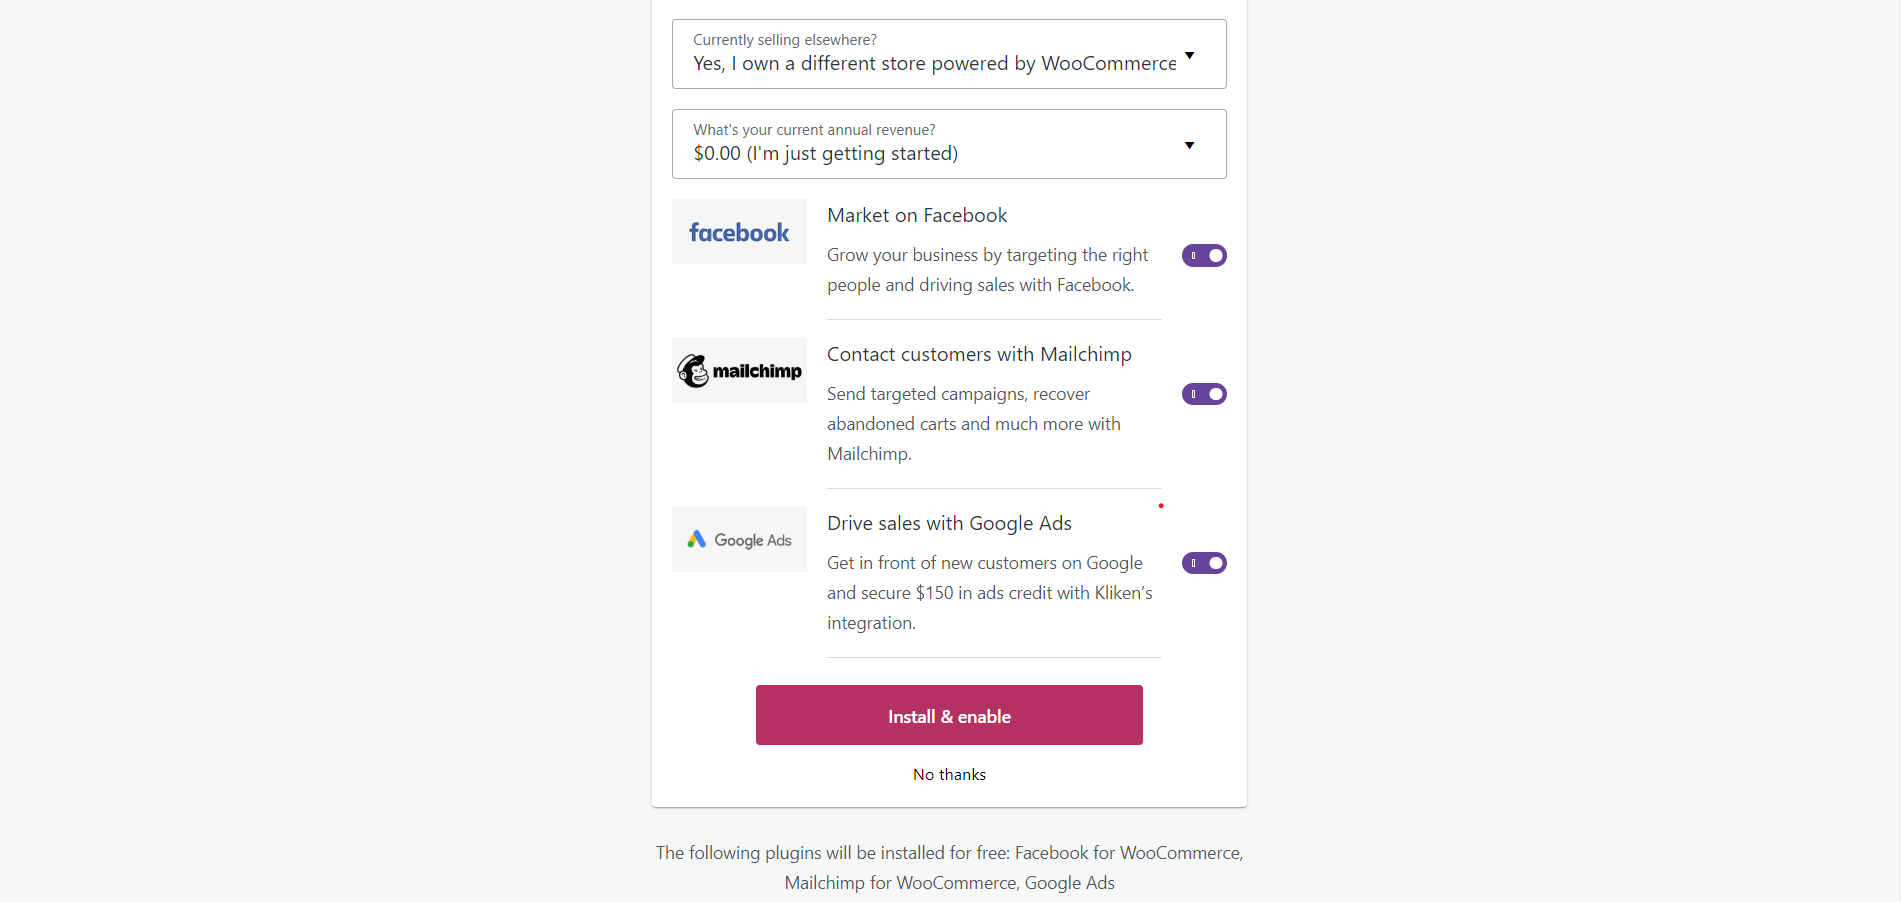 Currently selling elsewhere?
Yes, I own a different store powered by WooCommerce
What's your current annual revenue?
$0.00 (I'm just getting started)
facebook
Market on Facebook
Grow your business by targeting the right
people and driving sales with Facebook.
mailchimp
Contact customers with Mailchimp
Send targeted campaigns, recover
abandoned carts and much more with
Mailchimp.
Google Ads
Drive sales with Google Ads
Get in front of new customers on Google
and secure $150 in ads credit with Kliken’s
integration.
Install & enable
No thanks
The following plugins will be installed for free: Facebook for WooCommerce,
Mailchimp for WooCommerce, Google Ads